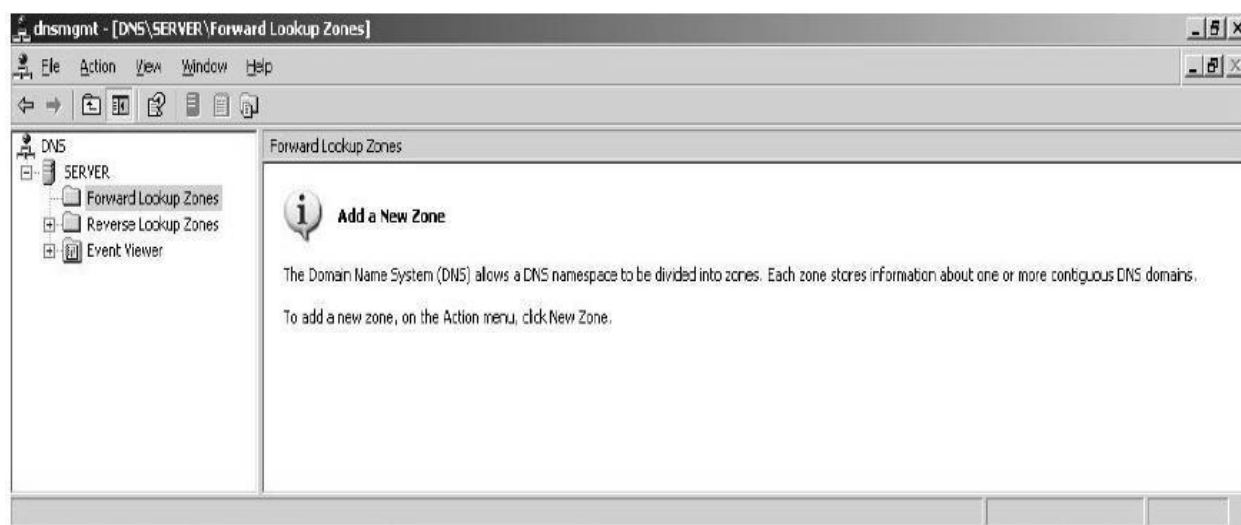 dnsmgmt - [DNS\SERVER\Forward Lookup Zones]
File Action View Window Help
DNS
SERVER
Forward Lookup Zones
Reverse Lookup Zones
Event Viewer
Forward Lookup Zones
Add a New Zone
The Domain Name System (DNS) allows a DNS namespace to be divided into zones. Each zone stores information about one or more contiguous DNS domains.
To add a new zone, on the Action menu, click New Zone.